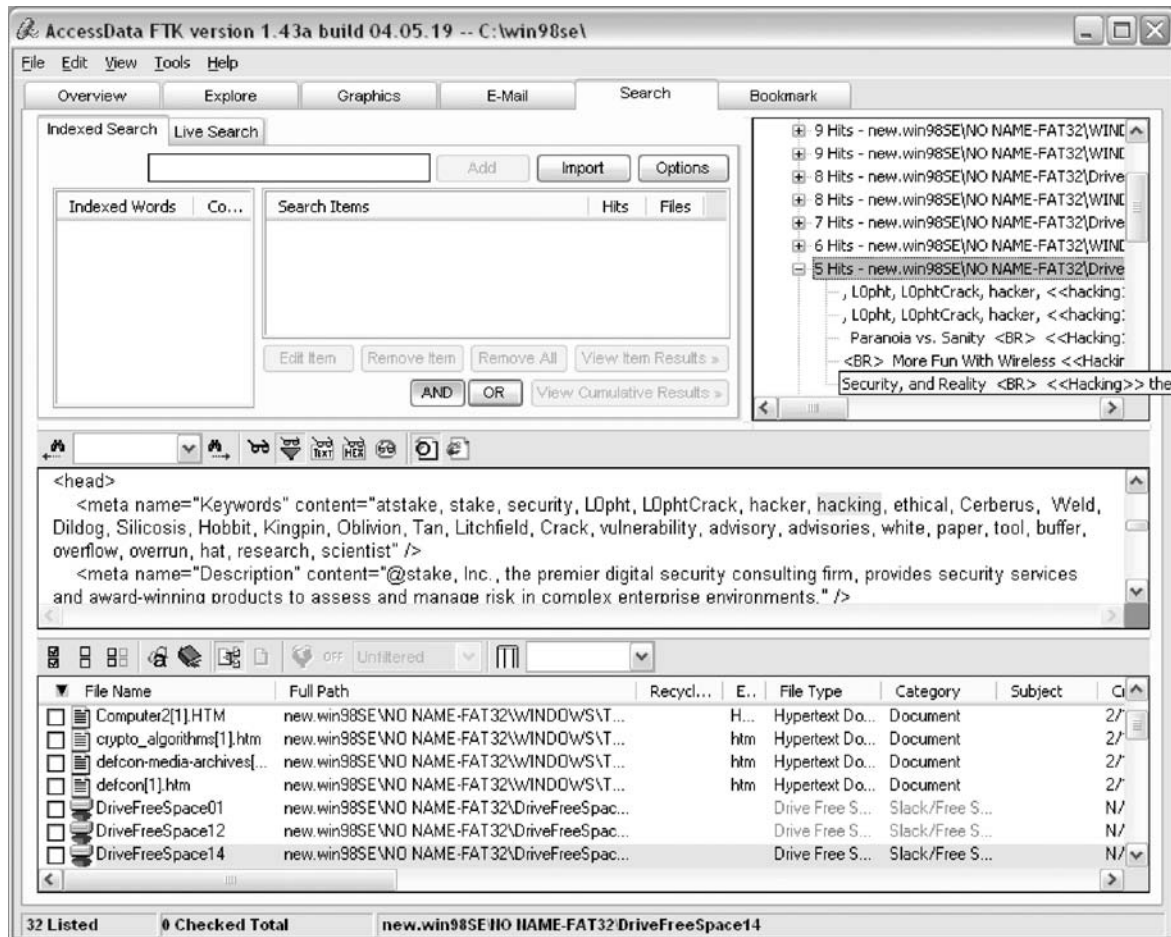 AccessData FTK version 1.43a build 04.05.19 -- C:\win98se\
File Edit View Tools Help
Overview Explore Graphics E-Mail Search Bookmark
Indexed Search Live Search
Add Import Options
Indexed Words Co... Search Items Hits Files
Edit Item Remove Item Remove All View Item Results »
AND OR View Cumulative Results »
9 Hits - new.win98SE\NO NAME-FAT32\WIND
9 Hits - new.win98SE\NO NAME-FAT32\WIND
8 Hits - new.win98SE\NO NAME-FAT32\Drive
8 Hits - new.win98SE\NO NAME-FAT32\WIND
7 Hits - new.win98SE\NO NAME-FAT32\Drive
6 Hits - new.win98SE\NO NAME-FAT32\WIND
5 Hits - new.win98SE\NO NAME-FAT32\Drive
, L0pht, L0phtCrack, hacker, <<hacking>
, L0pht, L0phtCrack, hacker, <<hacking>
Paranoia vs. Sanity <BR> <<Hacking>
<BR> More Fun With Wireless <<Hackin
Security, and Reality <BR> <<Hacking>> the
TEXT HEX
<head>
<meta name="Keywords" content="atstake, stake, security, L0pht, L0phtCrack, hacker, hacking, ethical, Cerberus, Weld,
Dildog, Silicosis, Hobbit, Kingpin, Oblivion, Tan, Litchfield, Crack, vulnerability, advisory, advisories, white, paper, tool, buffer,
overflow, overrun, hat, research, scientist" />
<meta name="Description" content="@stake, Inc., the premier digital security consulting firm, provides security services
and award-winning products to assess and manage risk in complex enterprise environments." />
OFF Unfiltered
File Name Full Path Recycl... E.. File Type Category Subject Cr
Computer2[1].HTM new.win98SE\NO NAME-FAT32\WINDOWS\T... H... Hypertext Do... Document 2/
crypto_algorithms[1].htm new.win98SE\NO NAME-FAT32\WINDOWS\T... htm Hypertext Do... Document 2/
defcon-media-archives[... new.win98SE\NO NAME-FAT32\WINDOWS\T... htm Hypertext Do... Document 2/
defcon[1].htm new.win98SE\NO NAME-FAT32\WINDOWS\T... htm Hypertext Do... Document 2/
DriveFreeSpace01 new.win98SE\NO NAME-FAT32\DriveFreeSpac... Drive Free S... Slack/Free S... N/
DriveFreeSpace12 new.win98SE\NO NAME-FAT32\DriveFreeSpac... Drive Free S... Slack/Free S... N/
DriveFreeSpace14 new.win98SE\NO NAME-FAT32\DriveFreeSpac... Drive Free S... Slack/Free S... N/
32 Listed 0 Checked Total new.win98SE\NO NAME-FAT32\DriveFreeSpace14